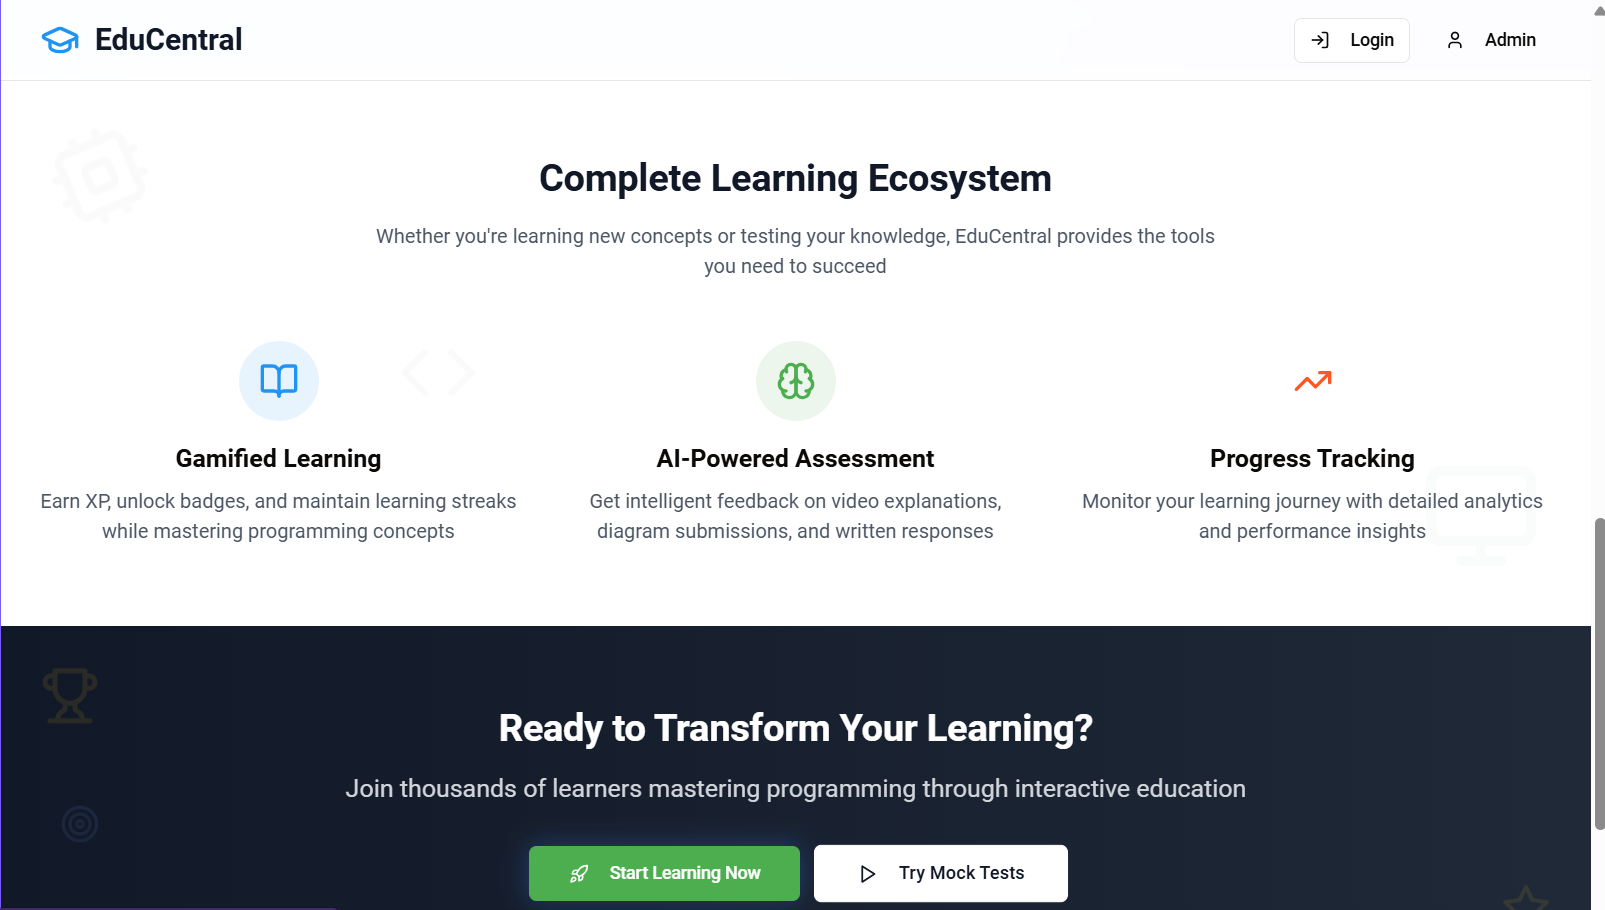 EduCentral
Login
Admin
Complete Learning Ecosystem
Whether you're learning new concepts or testing your knowledge, EduCentral provides the tools
you need to succeed
Gamified Learning
Earn XP, unlock badges, and maintain learning streaks
while mastering programming concepts
AI-Powered Assessment
Get intelligent feedback on video explanations,
diagram submissions, and written responses
Progress Tracking
Monitor your learning journey with detailed analytics
and performance insights
Ready to Transform Your Learning?
Join thousands of learners mastering programming through interactive education
Start Learning Now
Try Mock Tests